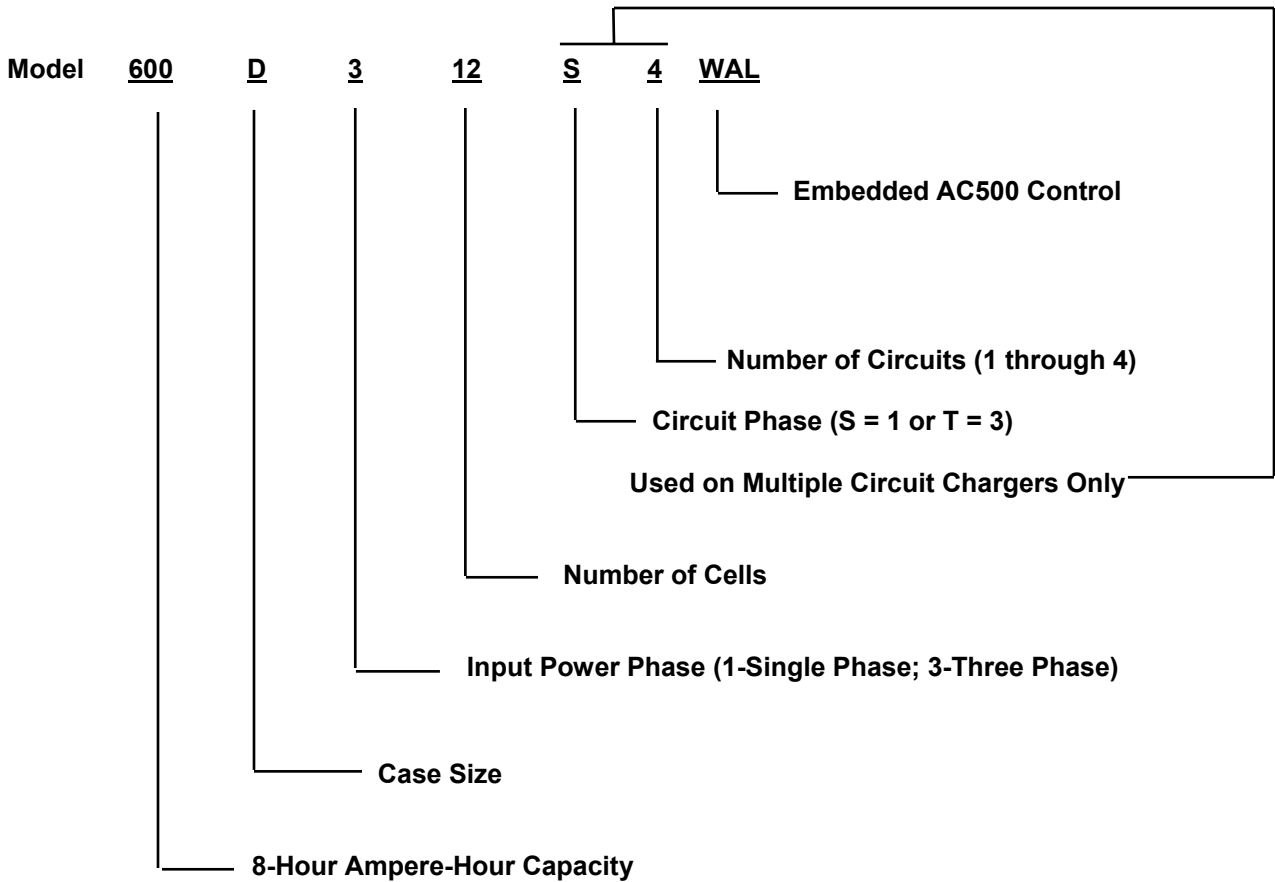 Model 600 D 3 12 S 4 WAL
Embedded AC500 Control
Number of Circuits (1 through 4)
Circuit Phase (S = 1 or T = 3)
Used on Multiple Circuit Chargers Only
Number of Cells
Input Power Phase (1-Single Phase; 3-Three Phase)
Case Size
8-Hour Ampere-Hour Capacity